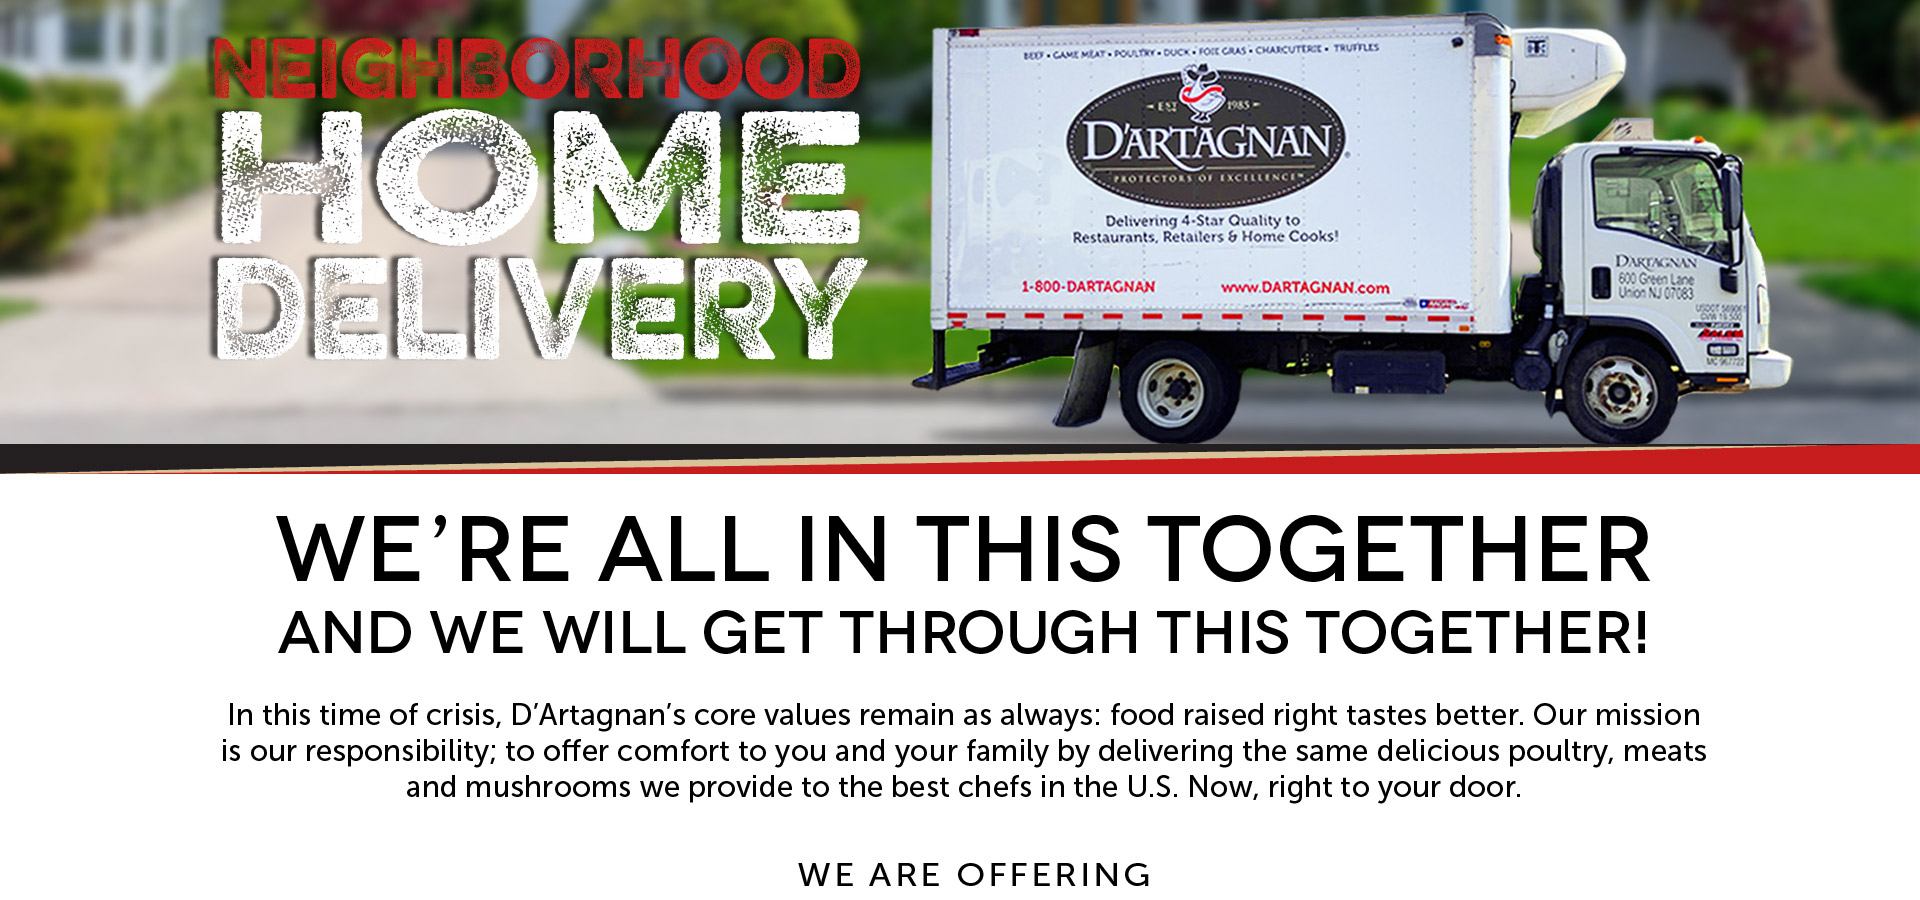 NEIGHBORHOOD
HOME
DELIVERY
BEEF • GAME MEAT • POULTRY • DUCK • FOIE GRAS • CHARCUTERIE • TRUFFLES
EST 1985
D'ARTAGNAN
PROTECTORS OF EXCELLENCE™
Delivering 4-Star Quality to
Restaurants, Retailers & Home Cooks!
1-800-DARTAGNAN www.DARTAGNAN.com
D'ARTAGNAN
600 Green Lane
Union NJ 07083
WE'RE ALL IN THIS TOGETHER
AND WE WILL GET THROUGH THIS TOGETHER!
In this time of crisis, D'Artagnan's core values remain as always: food raised right tastes better. Our mission
is our responsibility; to offer comfort to you and your family by delivering the same delicious poultry, meats
and mushrooms we provide to the best chefs in the U.S. Now, right to your door.
WE ARE OFFERING